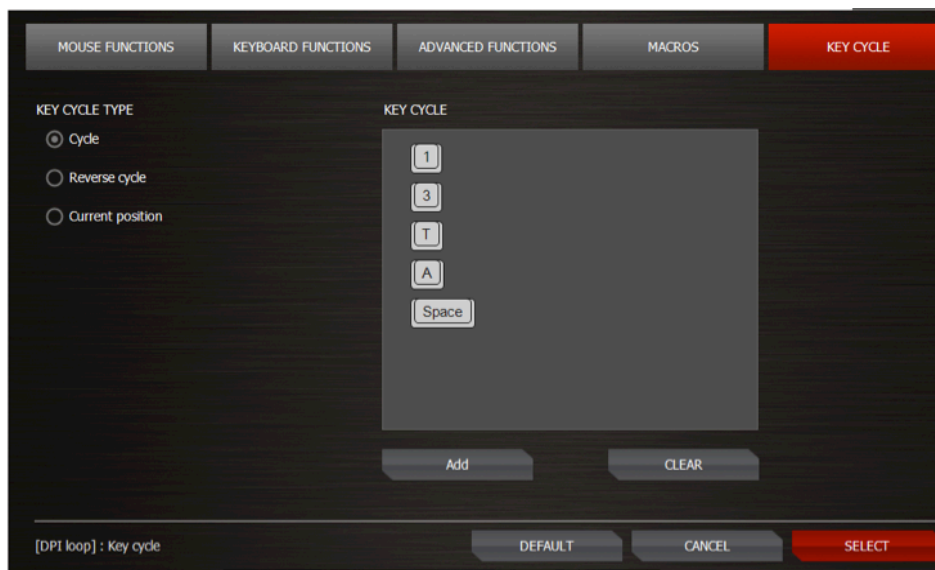 MOUSE FUNCTIONS KEYBOARD FUNCTIONS ADVANCED FUNCTIONS MACROS KEY CYCLE
KEY CYCLE TYPE
Cycle
Reverse cycle
Current position
KEY CYCLE
1
3
T
A
Space
Add CLEAR
[DPI loop] : Key cycle DEFAULT CANCEL SELECT